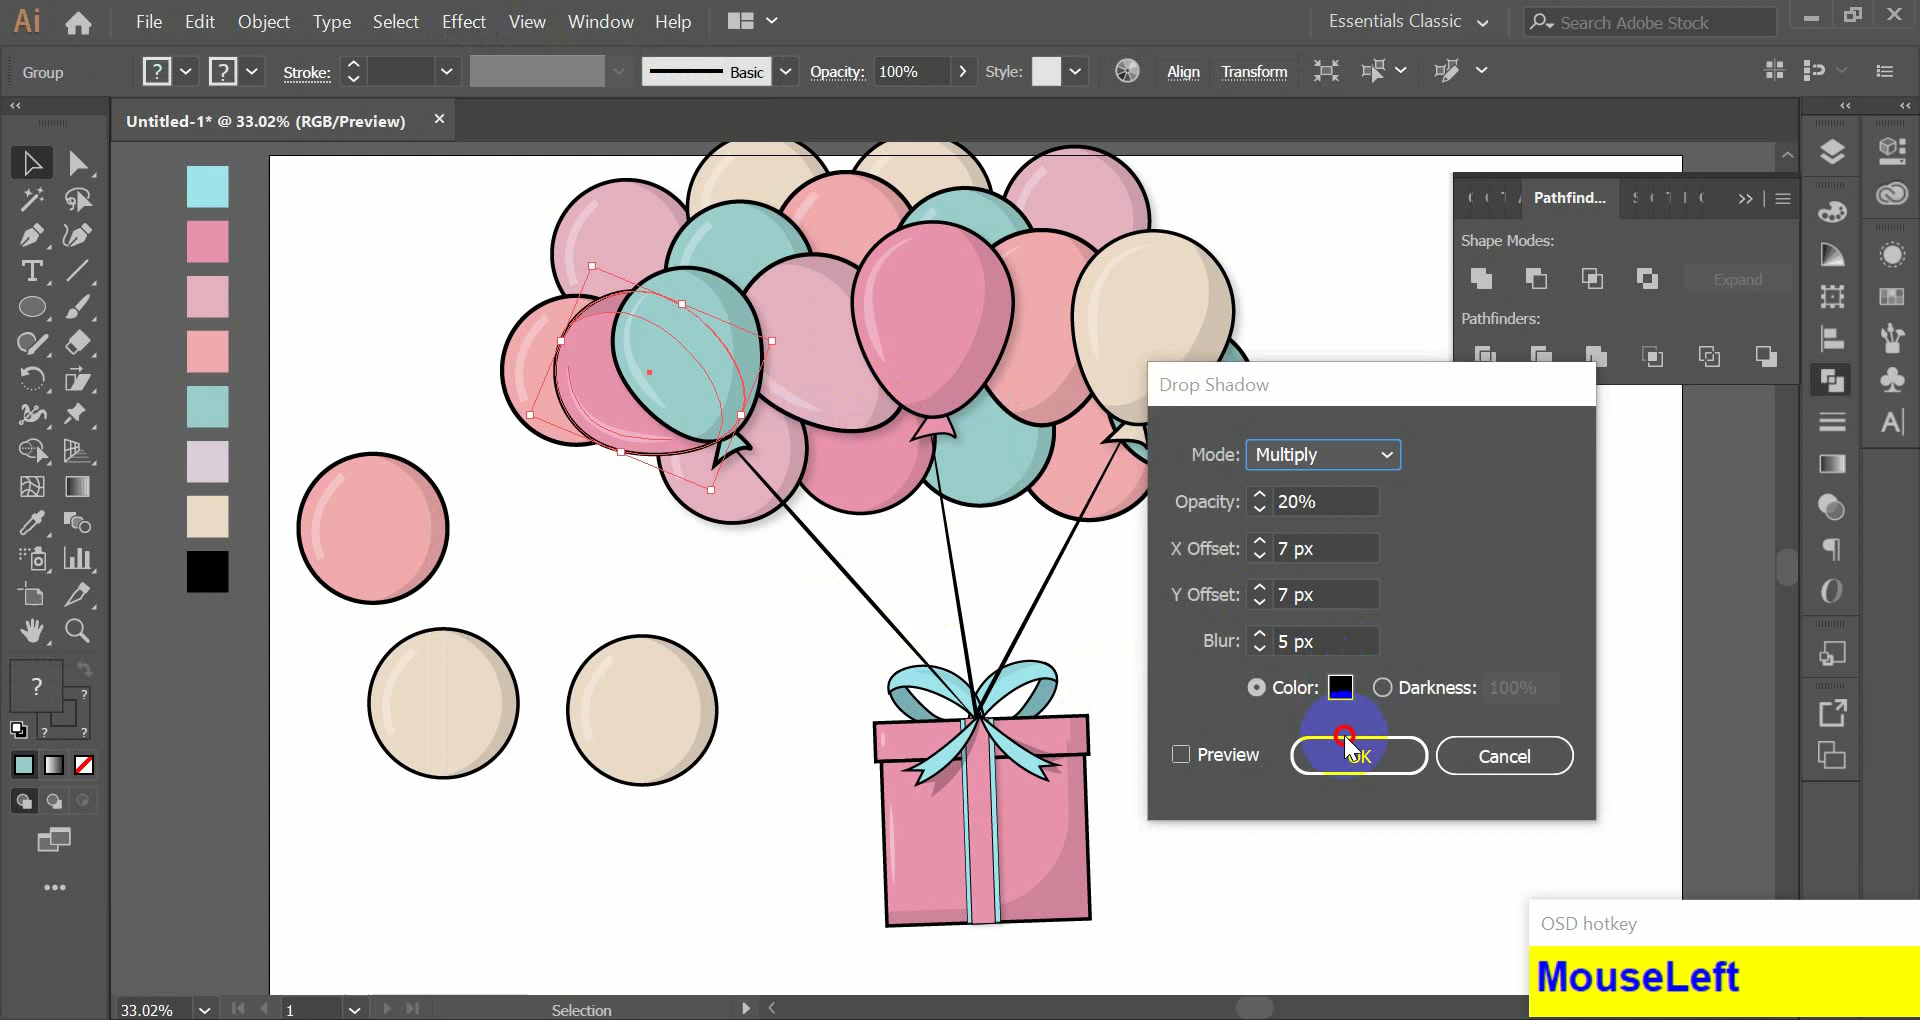 Ai
File Edit Object Type Select Effect View Window Help
Essentials Classic
Search Adobe Stock
Group
?
?
Stroke:
Basic
Opacity: 100%
Style:
Align
Transform
Untitled-1* @ 33.02% (RGB/Preview)
Pathfind...
Shape Modes:
Expand
Pathfinders:
Drop Shadow
Mode: Multiply
Opacity: 20%
X Offset: 7 px
Y Offset: 7 px
Blur: 5 px
Color:
Darkness: 100%
Preview
OK
Cancel
?
?
?
?
33.02%
1
Selection
OSD hotkey
MouseLeft